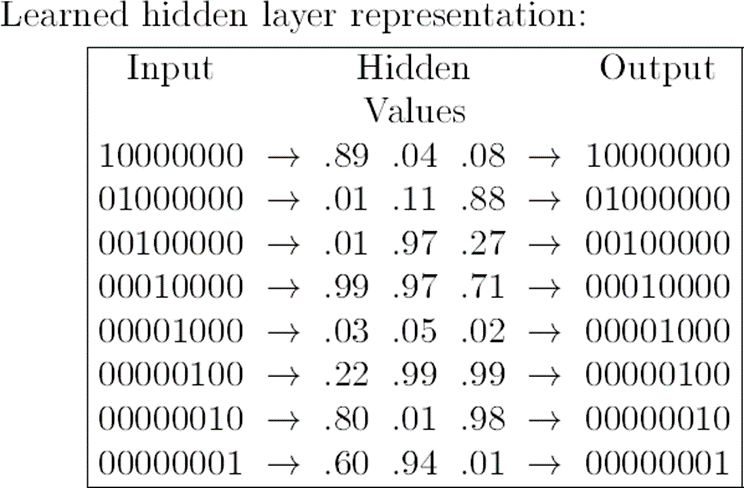 Learned hidden layer representation:
Input Hidden Output
Values
10000000 → .89 .04 .08 → 10000000
01000000 → .01 .11 .88 → 01000000
00100000 → .01 .97 .27 → 00100000
00010000 → .99 .97 .71 → 00010000
00001000 → .03 .05 .02 → 00001000
00000100 → .22 .99 .99 → 00000100
00000010 → .80 .01 .98 → 00000010
00000001 → .60 .94 .01 → 00000001